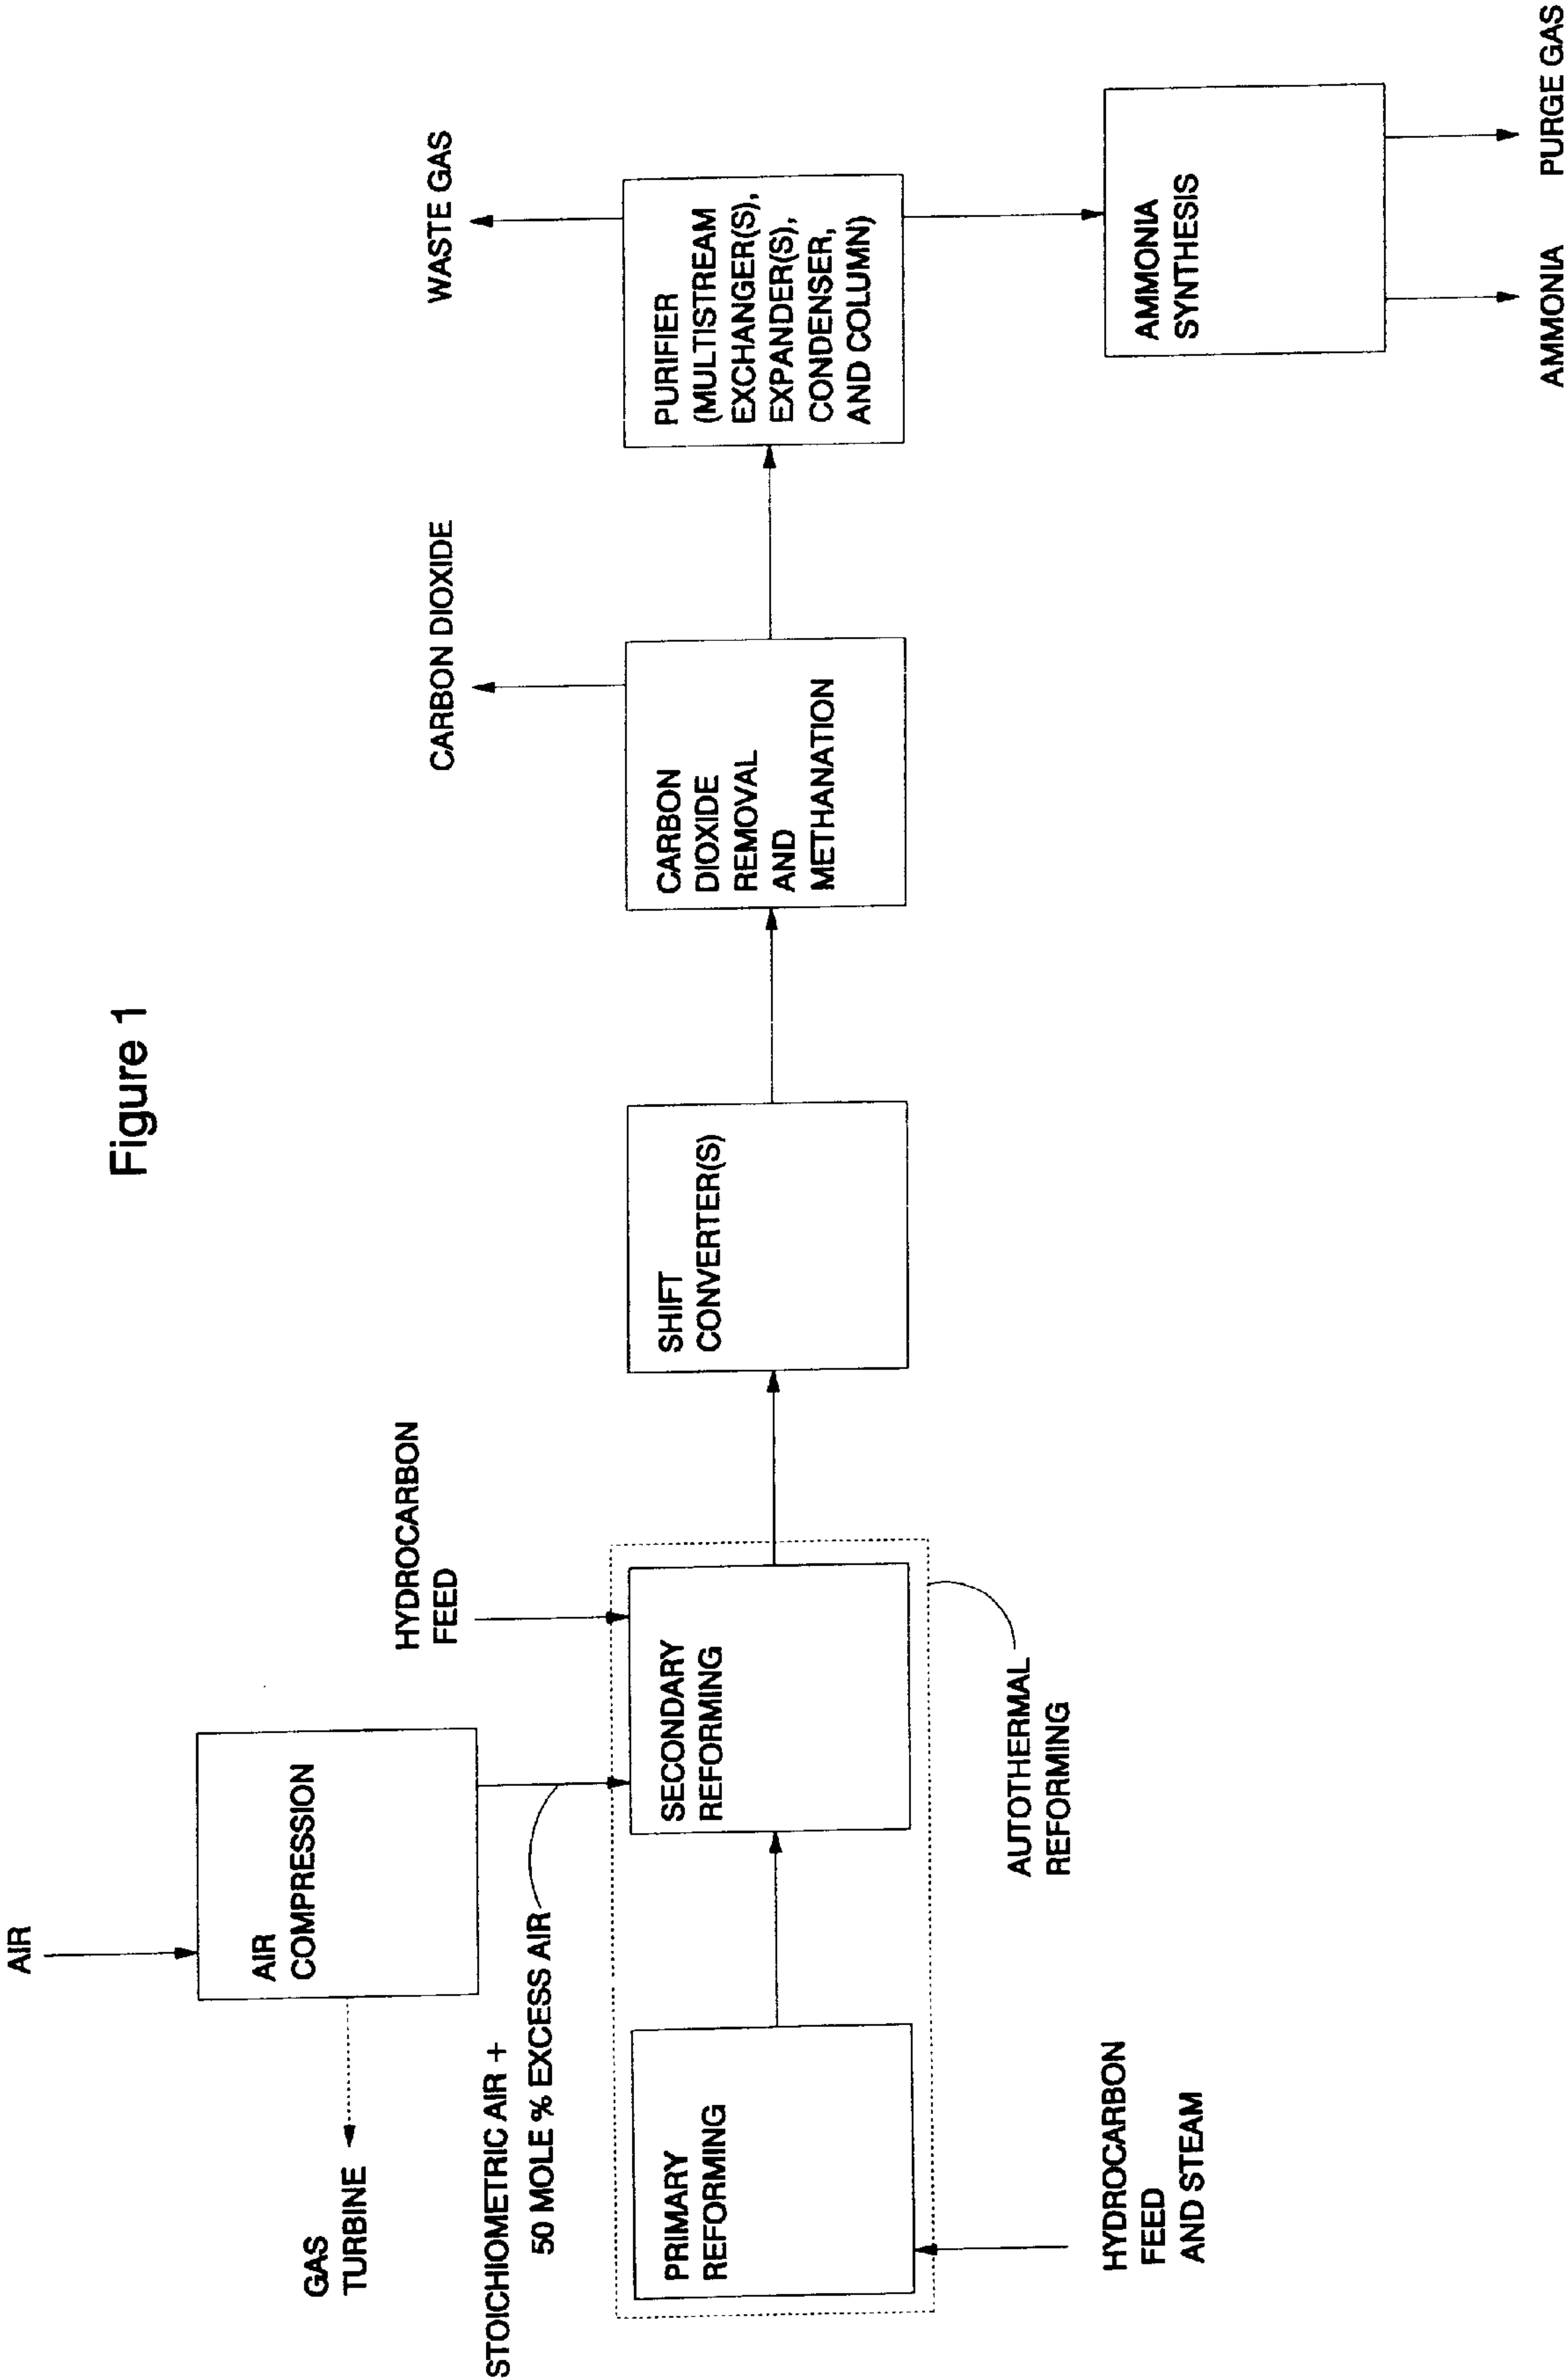 Figure 1
AIR
AIR
COMPRESSION
GAS
TURBINE
STOICHIOMETRIC AIR +
50 MOLE % EXCESS AIR
HYDROCARBON
FEED
PRIMARY
REFORMING
SECONDARY
REFORMING
HYDROCARBON
FEED
AND STEAM
AUTOTHERMAL
REFORMING
SHIFT
CONVERTER(S)
CARBON DIOXIDE
CARBON
DIOXIDE
REMOVAL
AND
METHANATION
WASTE GAS
PURIFIER
(MULTISTREAM
EXCHANGER(S),
EXPANDER(S),
CONDENSER,
AND COLUMN)
AMMONIA
SYNTHESIS
AMMONIA
PURGE GAS